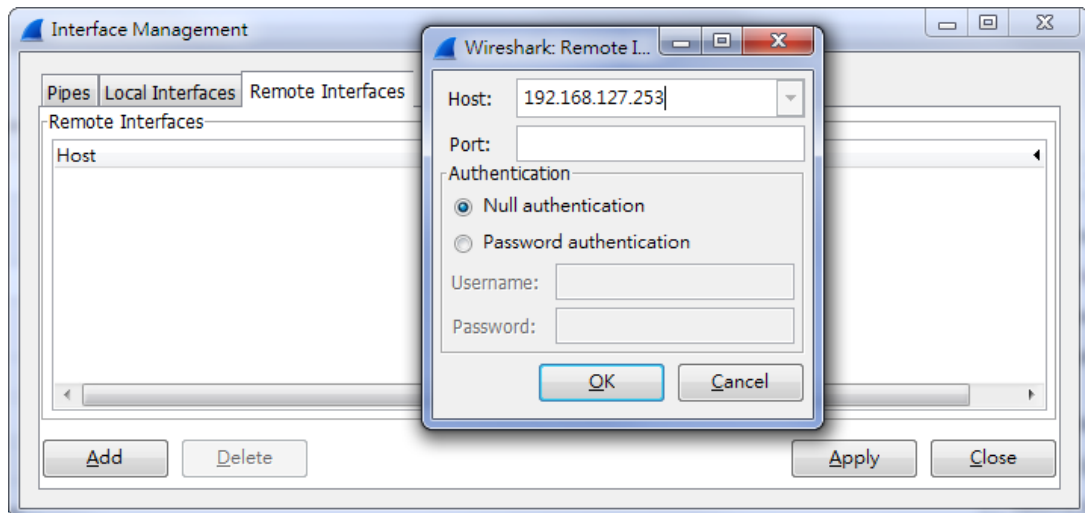 Interface Management
Pipes Local Interfaces Remote Interfaces
Remote Interfaces
Host
Add Delete Apply Close
Wireshark: Remote I...
Host: 192.168.127.253
Port:
Authentication
Null authentication
Password authentication
Username:
Password:
OK Cancel